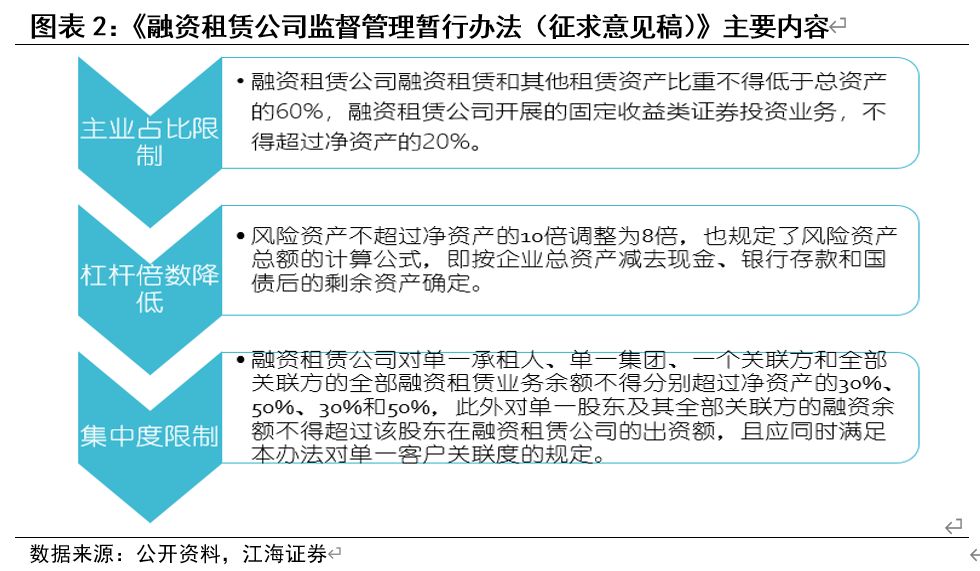 图表 2：《融资租赁公司监督管理暂行办法（征求意见稿）》主要内容
主业占比限
制
•融资租赁公司融资租赁和其他租赁资产比重不得低于总资产
的60%，融资租赁公司开展的固定收益类证券投资业务，不
得超过净资产的20%。
杠杆倍数降
低
•风险资产不超过净资产的10倍调整为8倍，也规定了风险资产
总额的计算公式，即按企业总资产减去现金、银行存款和国
债后的剩余资产确定。
集中度限制
•融资租赁公司对单一承租人、单一集团、一个关联方和全部
关联方的全部融资租赁业务余额不得分别超过净资产的30%、
50%、30%和50%，此外对单一股东及其全部关联方的融资余
额不得超过该股东在融资租赁公司的出资额，且应同时满足
本办法对单一客户关联度的规定。
数据来源：公开资料，江海证券